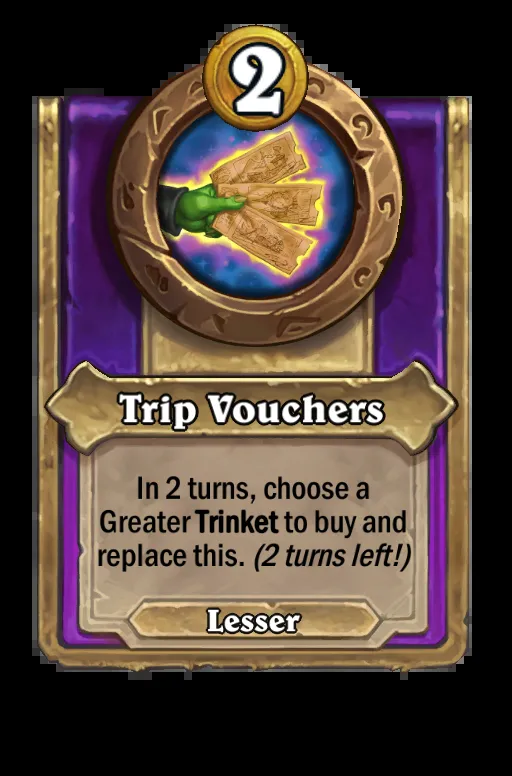 2
Trip Vouchers
In 2 turns, choose a
Greater Trinket to buy and
replace this. (2 turns left!)
Lesser